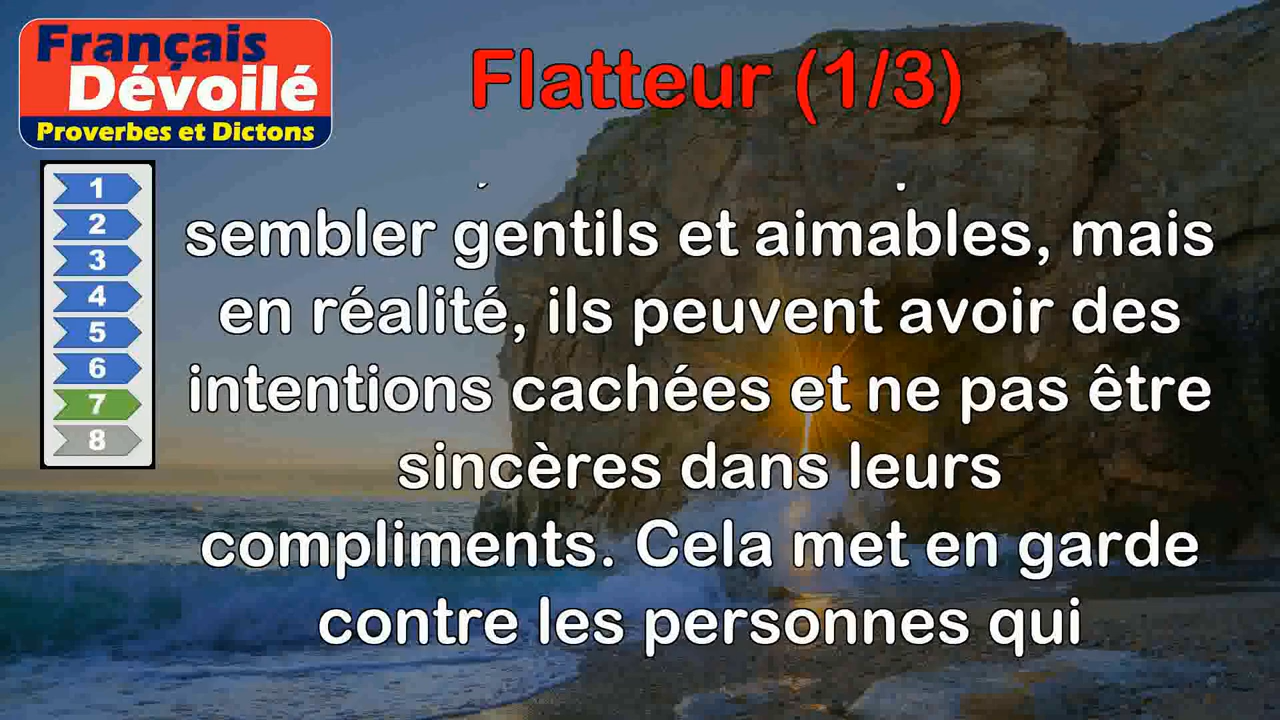 Français
Dévoilé
Proverbes et Dictons
Flatteur (1/3)
1
2
3
4
5
6
7
8
sembler gentils et aimables, mais
en réalité, ils peuvent avoir des
intentions cachées et ne pas être
sincères dans leurs
compliments. Cela met en garde
contre les personnes qui